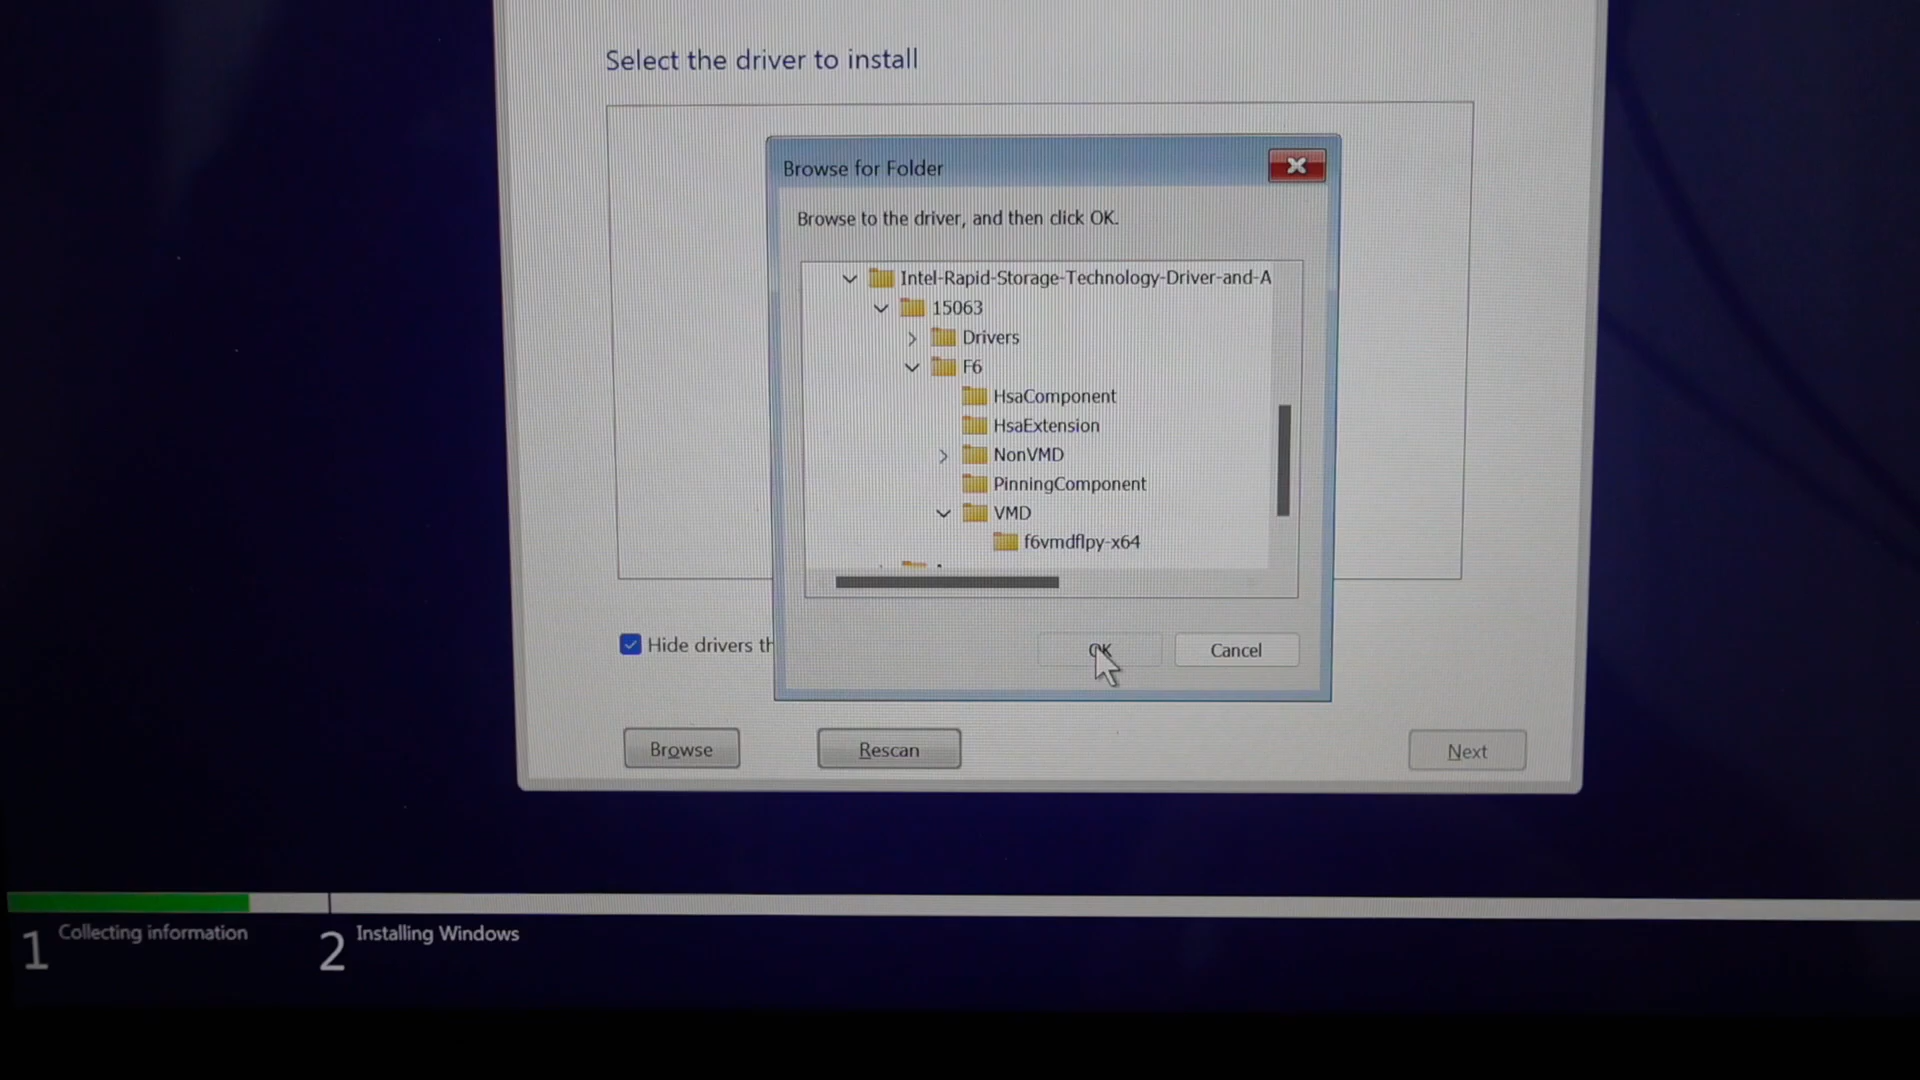 Select the driver to install
Browse for Folder
Browse to the driver, and then click OK.
Intel-Rapid-Storage-Technology-Driver-and-A
15063
Drivers
F6
HsaComponent
HsaExtension
NonVMD
PinningComponent
VMD
f6vmdflpy-x64
Hide drivers th
OK
Cancel
Browse
Rescan
Next
1 Collecting information
2 Installing Windows